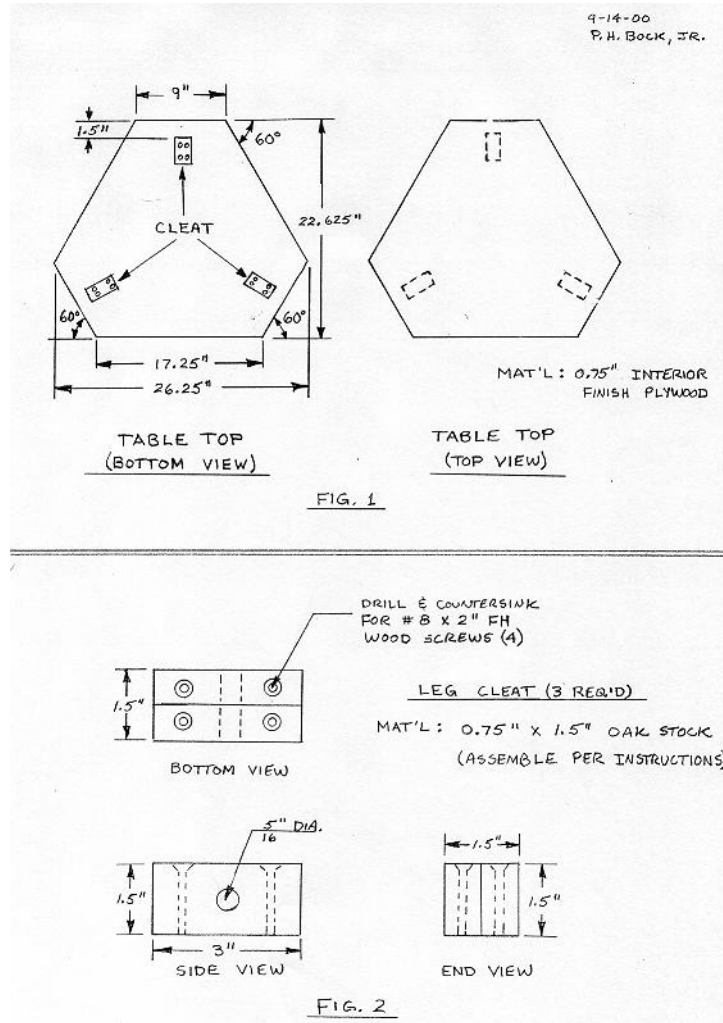 9-14-00
P.H. BOCK, JR.
9"
1.5"
60°
22.625"
CLEAT
60°
60°
17.25"
26.25"
MAT'L: 0.75" INTERIOR
FINISH PLYWOOD
TABLE TOP
(BOTTOM VIEW)
TABLE TOP
(TOP VIEW)
FIG. 1
DRILL & COUNTERSINK
FOR #8 X 2" FH
WOOD SCREWS (4)
1.5"
LEG CLEAT (3 REQ'D)
MAT'L: 0.75" X 1.5" OAK STOCK
(ASSEMBLE PER INSTRUCTIONS)
BOTTOM VIEW
5" DIA.
16
1.5"
1.5"
1.5"
3"
SIDE VIEW
END VIEW
FIG. 2